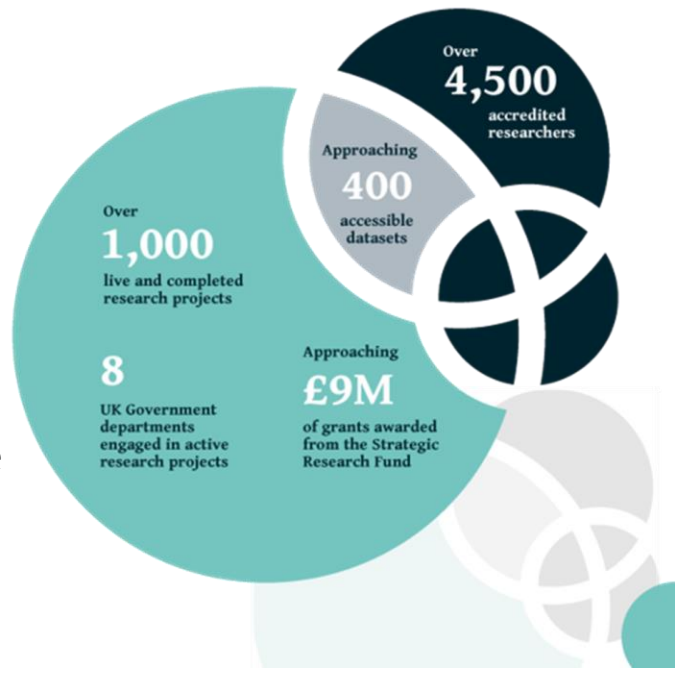 Over
4,500
accredited
researchers
Approaching
400
accessible
datasets
Over
1,000
live and completed
research projects
8
UK Government
departments
engaged in active
research projects
Approaching
£9M
of grants awarded
from the Strategic
Research Fund